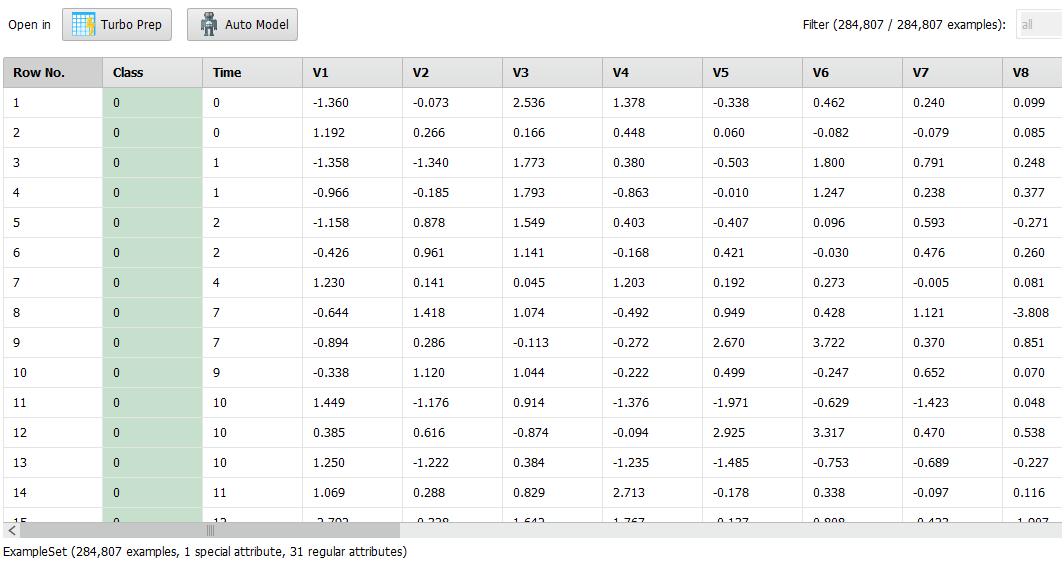 Open in Turbo Prep Auto Model Filter (284,807 / 284,807 examples): all
Row No. Class Time V1 V2 V3 V4 V5 V6 V7 V8
1 0 0 -1.360 -0.073 2.536 1.378 -0.338 0.462 0.240 0.099
2 0 0 1.192 0.266 0.166 0.448 0.060 -0.082 -0.079 0.085
3 0 1 -1.358 -1.340 1.773 0.380 -0.503 1.800 0.791 0.248
4 0 1 -0.966 -0.185 1.793 -0.863 -0.010 1.247 0.238 0.377
5 0 2 -1.158 0.878 1.549 0.403 -0.407 0.096 0.593 -0.271
6 0 2 -0.426 0.961 1.141 -0.168 0.421 -0.030 0.476 0.260
7 0 4 1.230 0.141 0.045 1.203 0.192 0.273 -0.005 0.081
8 0 7 -0.644 1.418 1.074 -0.492 0.949 0.428 1.121 -3.808
9 0 7 -0.894 0.286 -0.113 -0.272 2.670 3.722 0.370 0.851
10 0 9 -0.338 1.120 1.044 -0.222 0.499 -0.247 0.652 0.070
11 0 10 1.449 -1.176 0.914 -1.376 -1.971 -0.629 -1.423 0.048
12 0 10 0.385 0.616 -0.874 -0.094 2.925 3.317 0.470 0.538
13 0 10 1.250 -1.222 0.384 -1.235 -1.485 -0.753 -0.689 -0.227
14 0 11 1.069 0.288 0.829 2.713 -0.178 0.338 -0.097 0.116
ExampleSet (284,807 examples, 1 special attribute, 31 regular attributes)